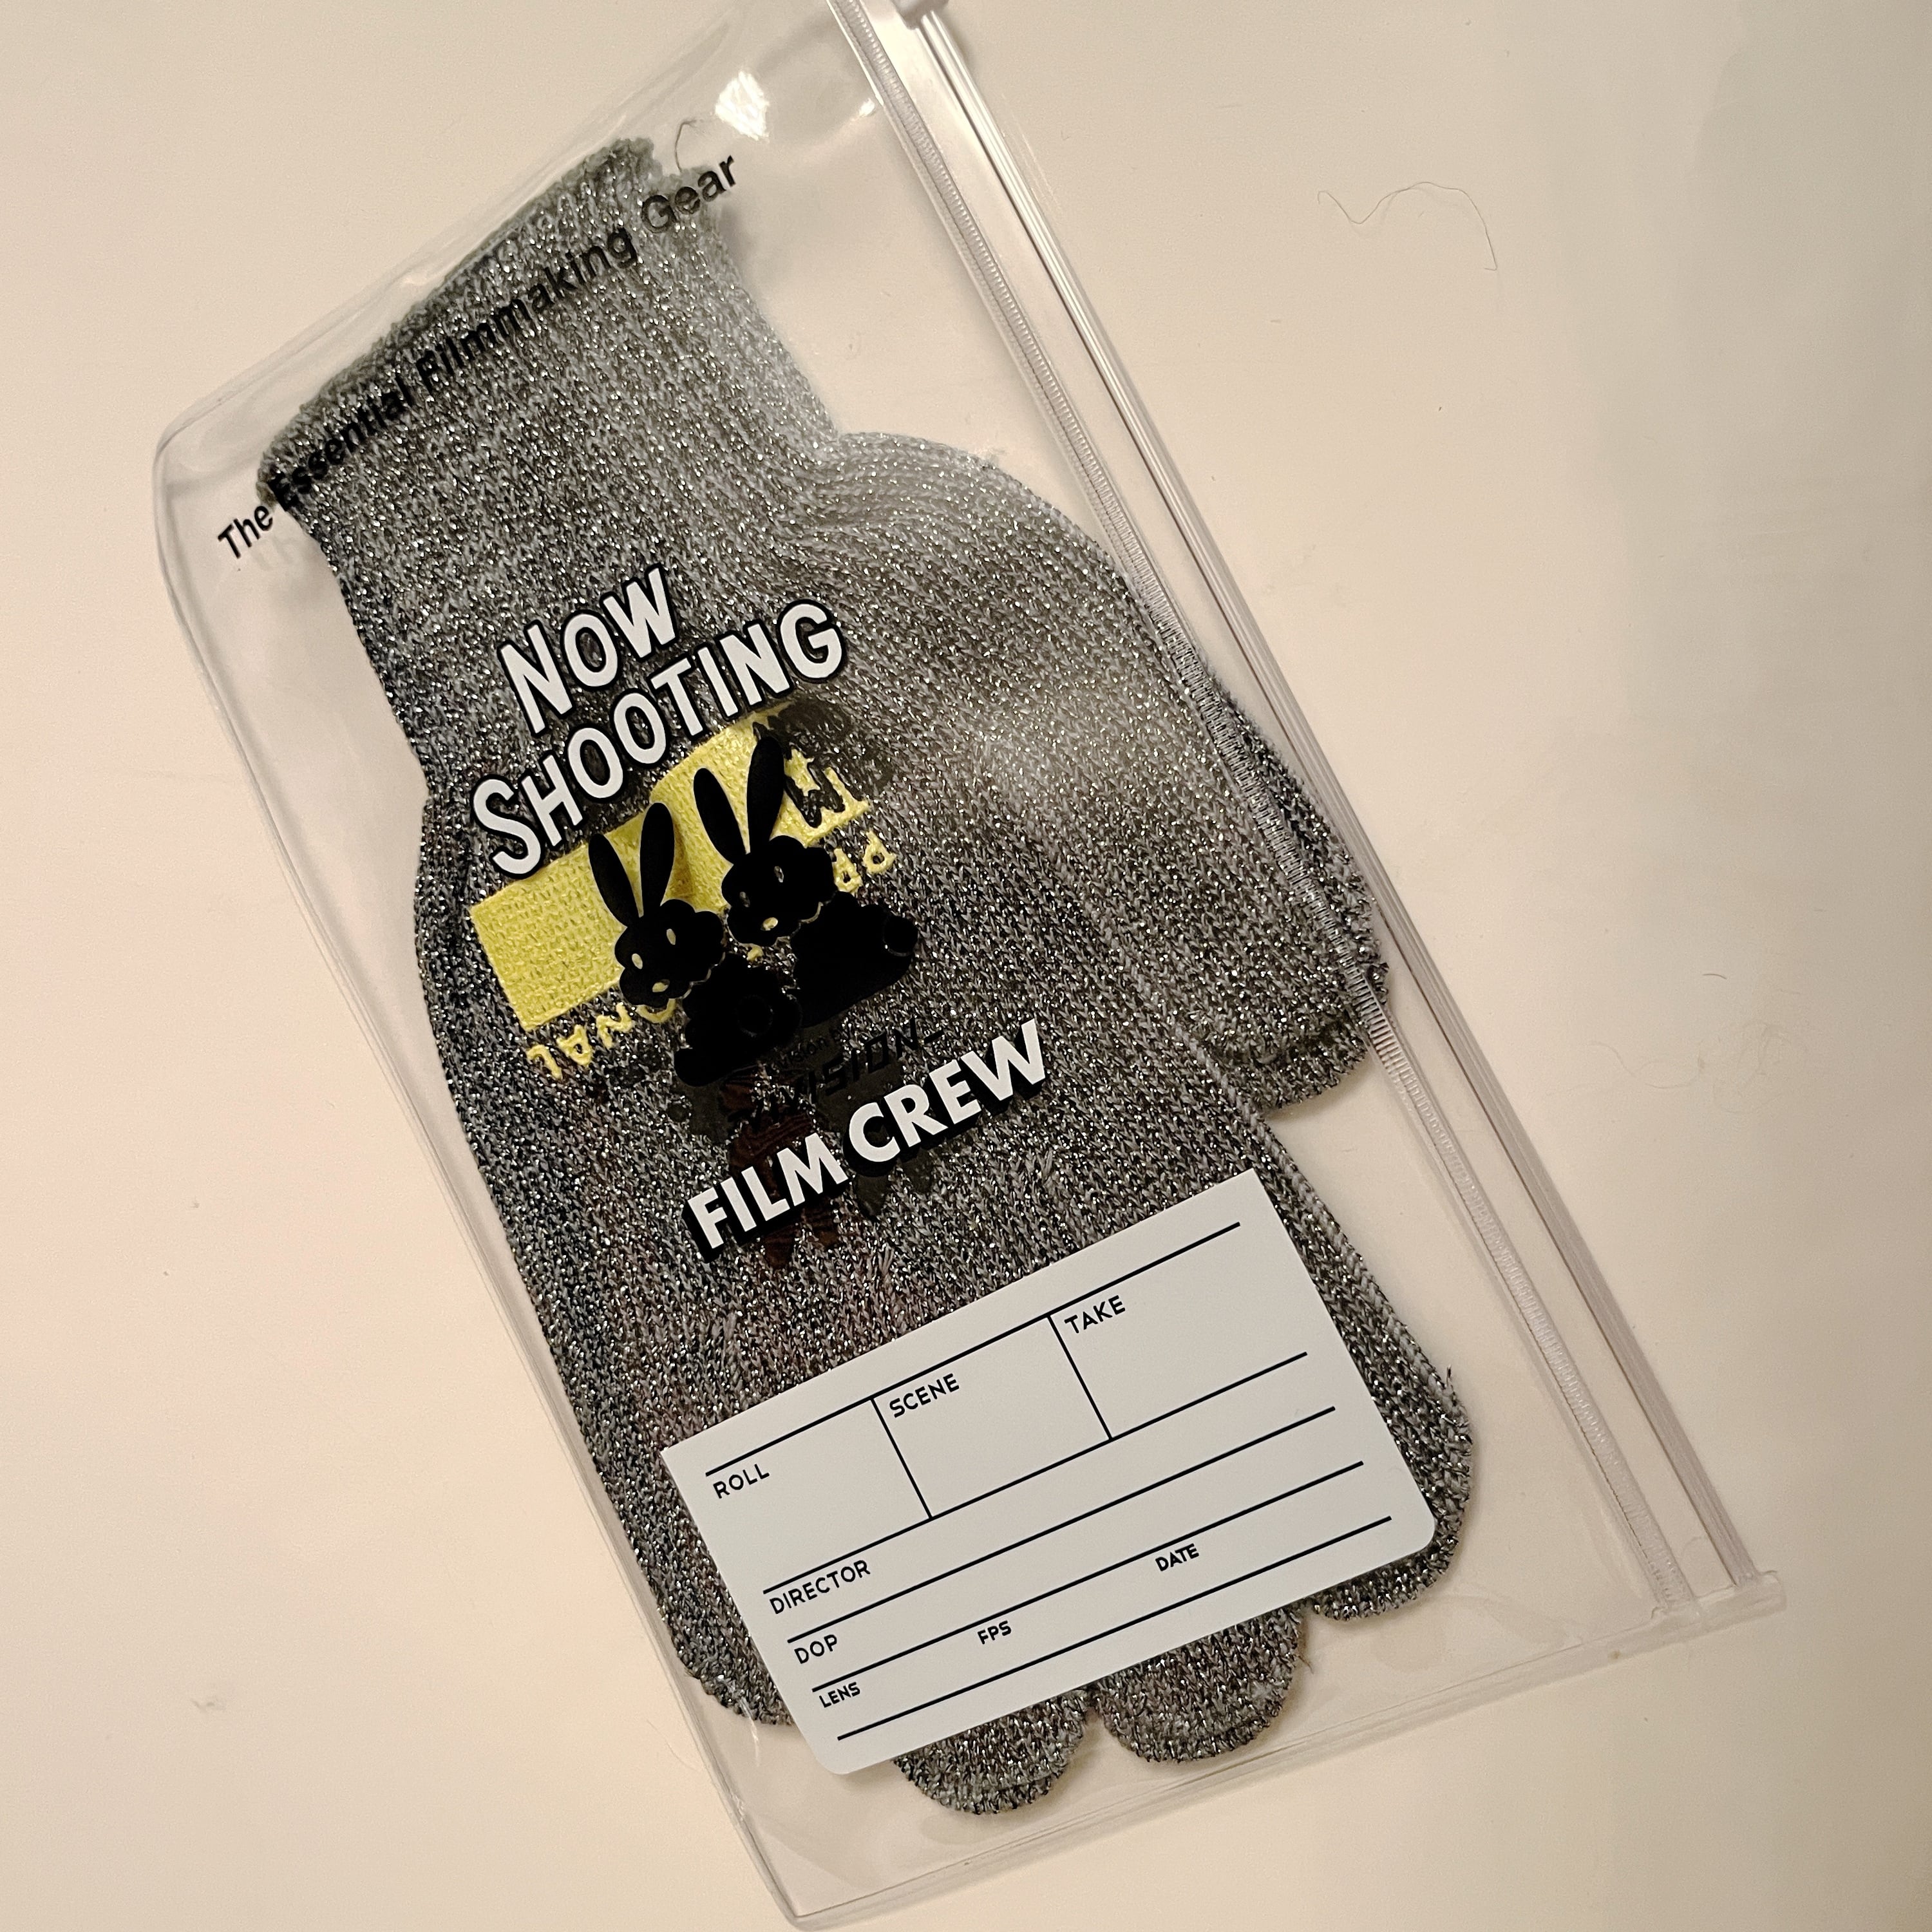 The Essential Filmmaking Gear
NOW
SHOOTING
FILM CREW
ROLL
SCENE
TAKE
DIRECTOR
DOP
LENS
FPS
DATE